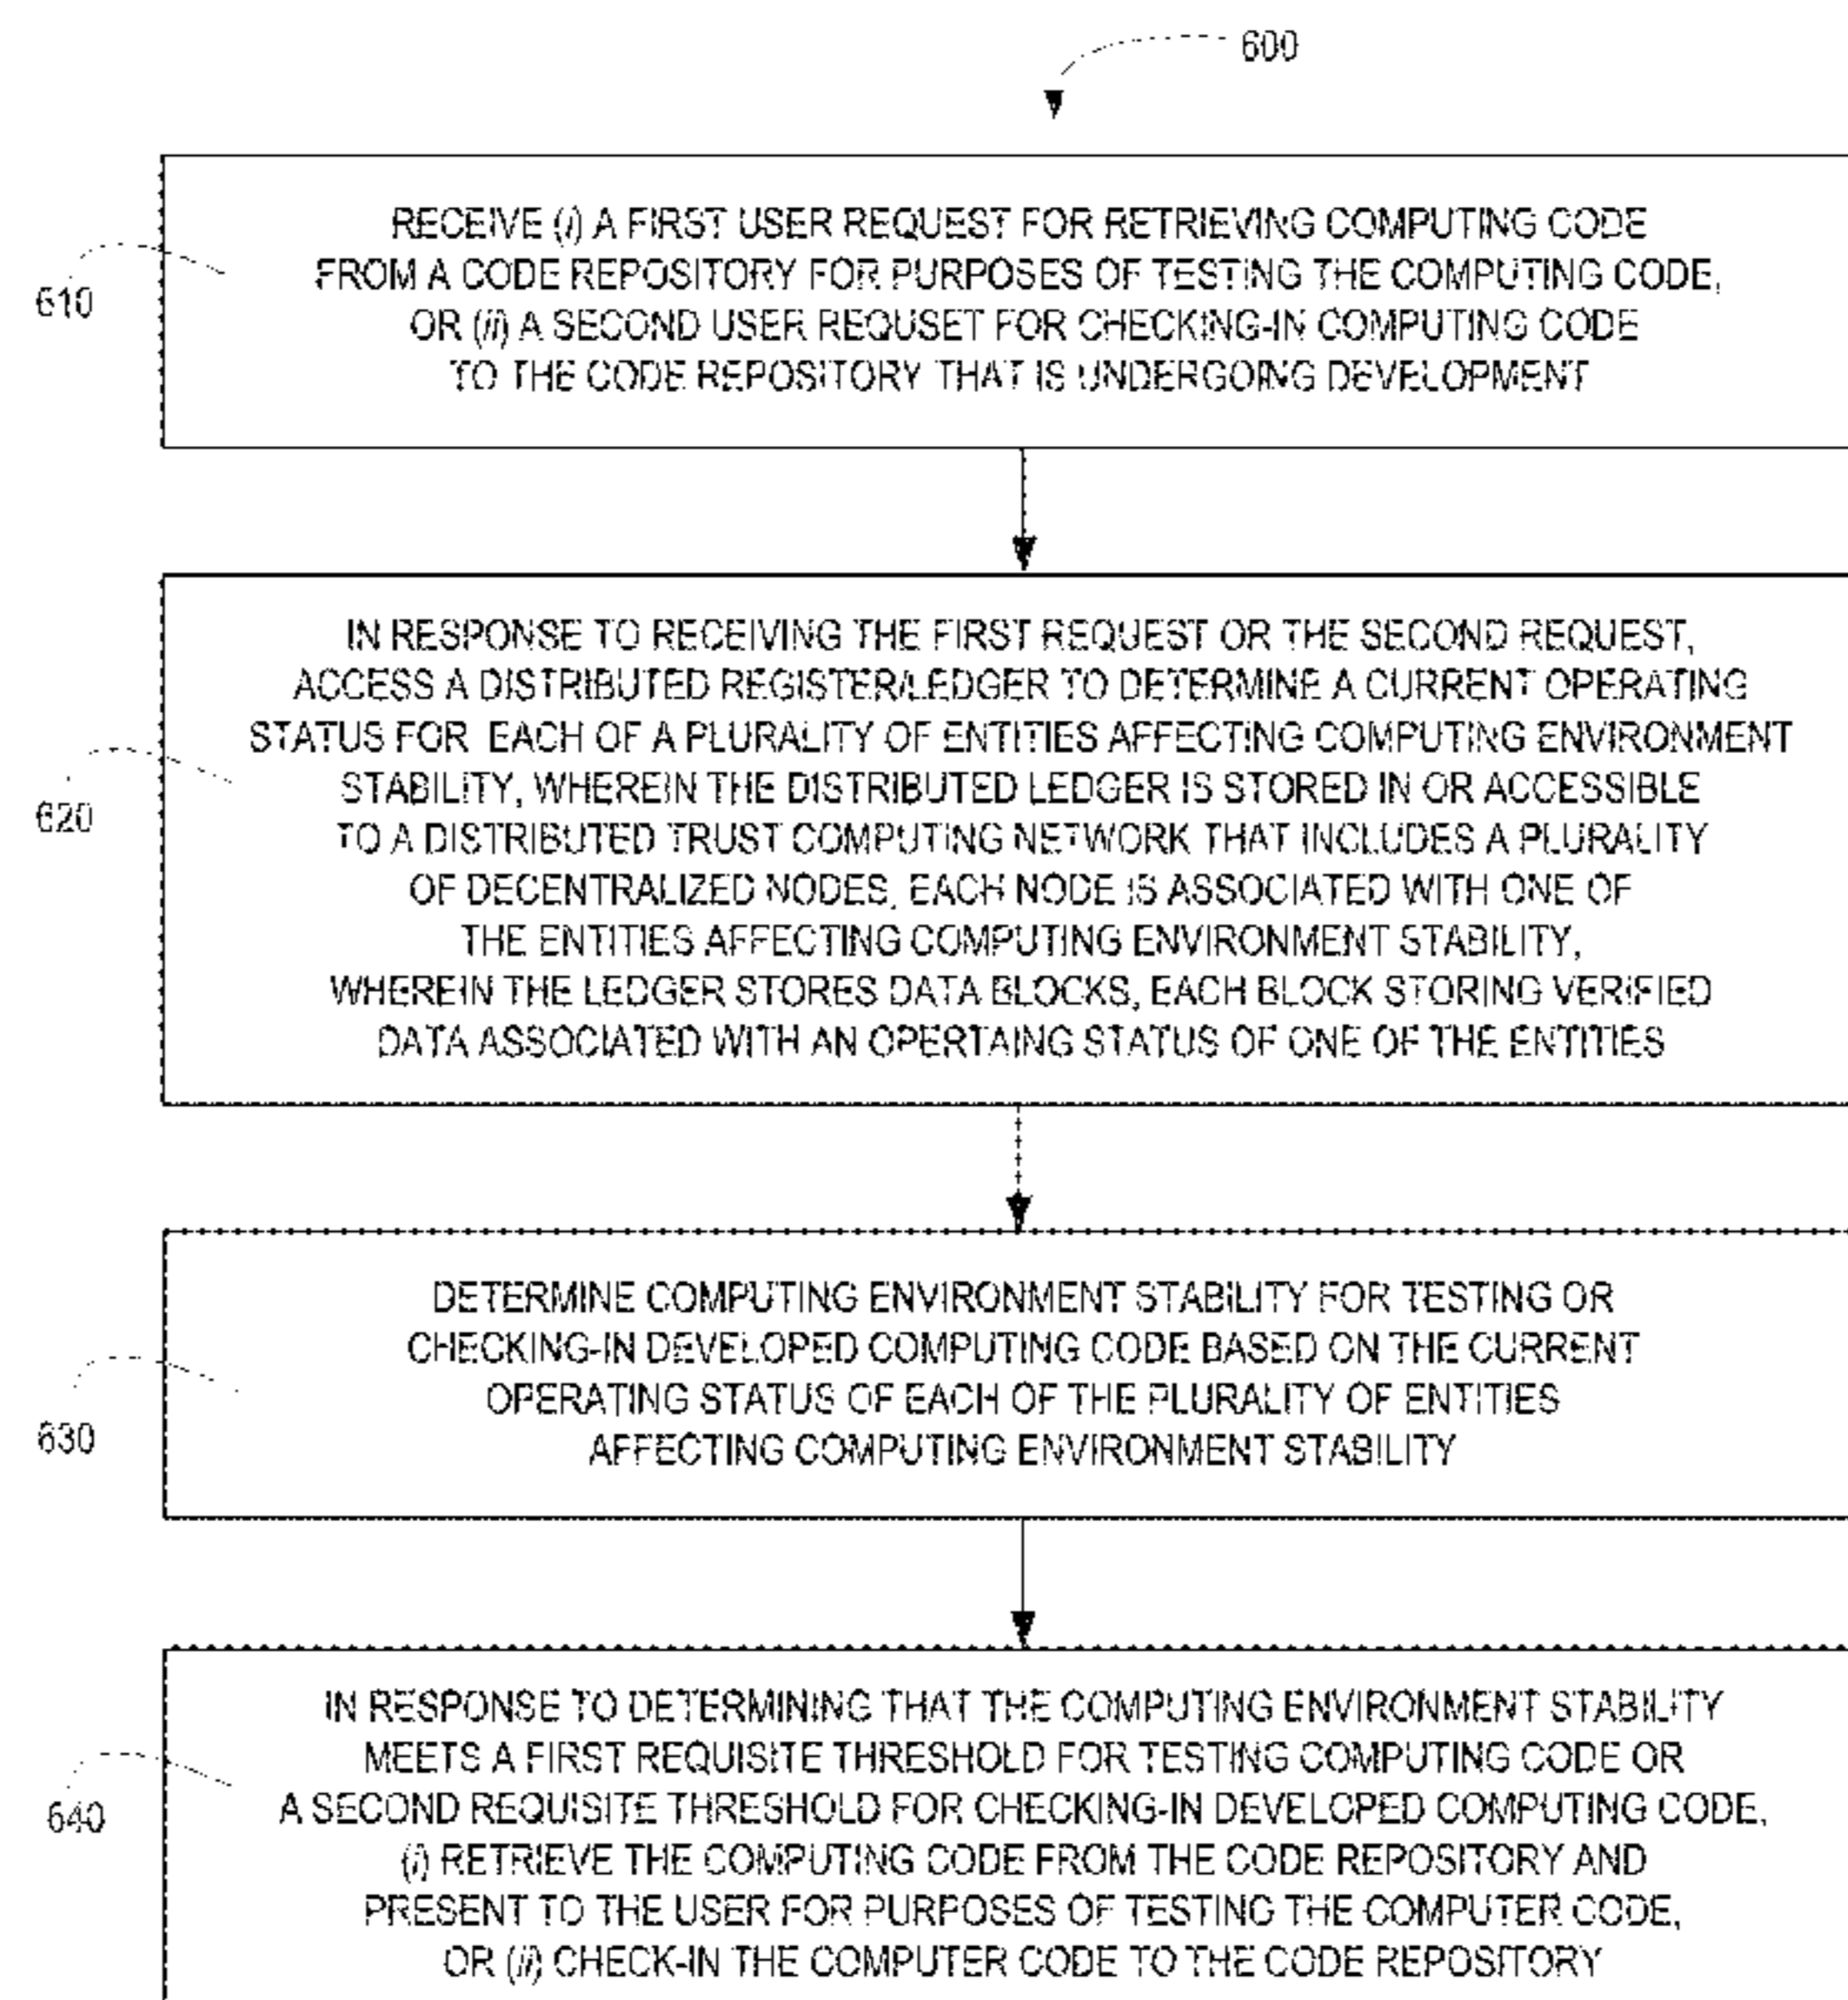 600
610
RECEIVE (i) A FIRST USER REQUEST FOR RETRIEVING COMPUTING CODE
FROM A CODE REPOSITORY FOR PURPOSES OF TESTING THE COMPUTING CODE,
OR (ii) A SECOND USER REQUSET FOR CHECKING-IN COMPUTING CODE
TO THE CODE REPOSITORY THAT IS UNDERGOING DEVELOPMENT
620
IN RESPONSE TO RECEIVING THE FIRST REQUEST OR THE SECOND REQUEST,
ACCESS A DISTRIBUTED REGISTER/LEDGER TO DETERMINE A CURRENT OPERATING
STATUS FOR EACH OF A PLURALITY OF ENTITIES AFFECTING COMPUTING ENVIRONMENT
STABILITY, WHEREIN THE DISTRIBUTED LEDGER IS STORED IN OR ACCESSIBLE
TO A DISTRIBUTED TRUST COMPUTING NETWORK THAT INCLUDES A PLURALITY
OF DECENTRALIZED NODES, EACH NODE IS ASSOCIATED WITH ONE OF
THE ENTITIES AFFECTING COMPUTING ENVIRONMENT STABILITY,
WHEREIN THE LEDGER STORES DATA BLOCKS, EACH BLOCK STORING VERIFIED
DATA ASSOCIATED WITH AN OPERTAING STATUS OF ONE OF THE ENTITIES
630
DETERMINE COMPUTING ENVIRONMENT STABILITY FOR TESTING OR
CHECKING-IN DEVELOPED COMPUTING CODE BASED ON THE CURRENT
OPERATING STATUS OF EACH OF THE PLURALITY OF ENTITIES
AFFECTING COMPUTING ENVIRONMENT STABILITY
640
IN RESPONSE TO DETERMINING THAT THE COMPUTING ENVIRONMENT STABILITY
MEETS A FIRST REQUISITE THRESHOLD FOR TESTING COMPUTING CODE OR
A SECOND REQUISITE THRESHOLD FOR CHECKING-IN DEVELOPED COMPUTING CODE,
(i) RETRIEVE THE COMPUTING CODE FROM THE CODE REPOSITORY AND
PRESENT TO THE USER FOR PURPOSES OF TESTING THE COMPUTER CODE,
OR (ii) CHECK-IN THE COMPUTER CODE TO THE CODE REPOSITORY